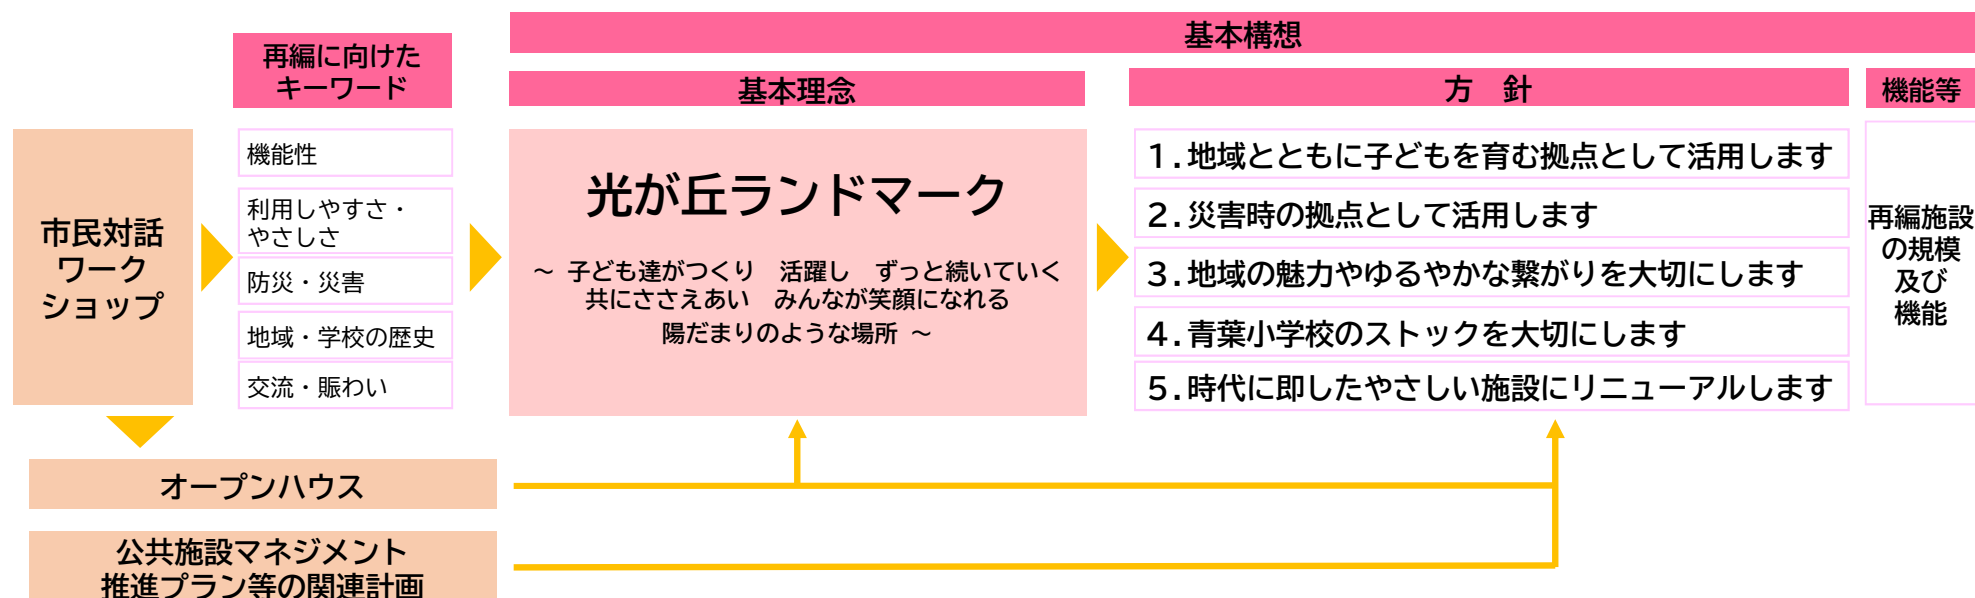 基本構想
再編に向けた
キーワード
基本理念
方　針
機能等
市民対話
ワーク
ショップ
機能性
利用しやすさ・
やさしさ
防災・災害
地域・学校の歴史
交流・賑わい
光が丘ランドマーク
～ 子ども達がつくり　活躍し　ずっと続いていく
共にささえあい　みんなが笑顔になれる
陽だまりのような場所 ～
1．地域とともに子どもを育む拠点として活用します
2．災害時の拠点として活用します
3．地域の魅力やゆるやかな繋がりを大切にします
4．青葉小学校のストックを大切にします
5．時代に即したやさしい施設にリニューアルします
再編施設
の規模
及び
機能
オープンハウス
公共施設マネジメント
推進プラン等の関連計画